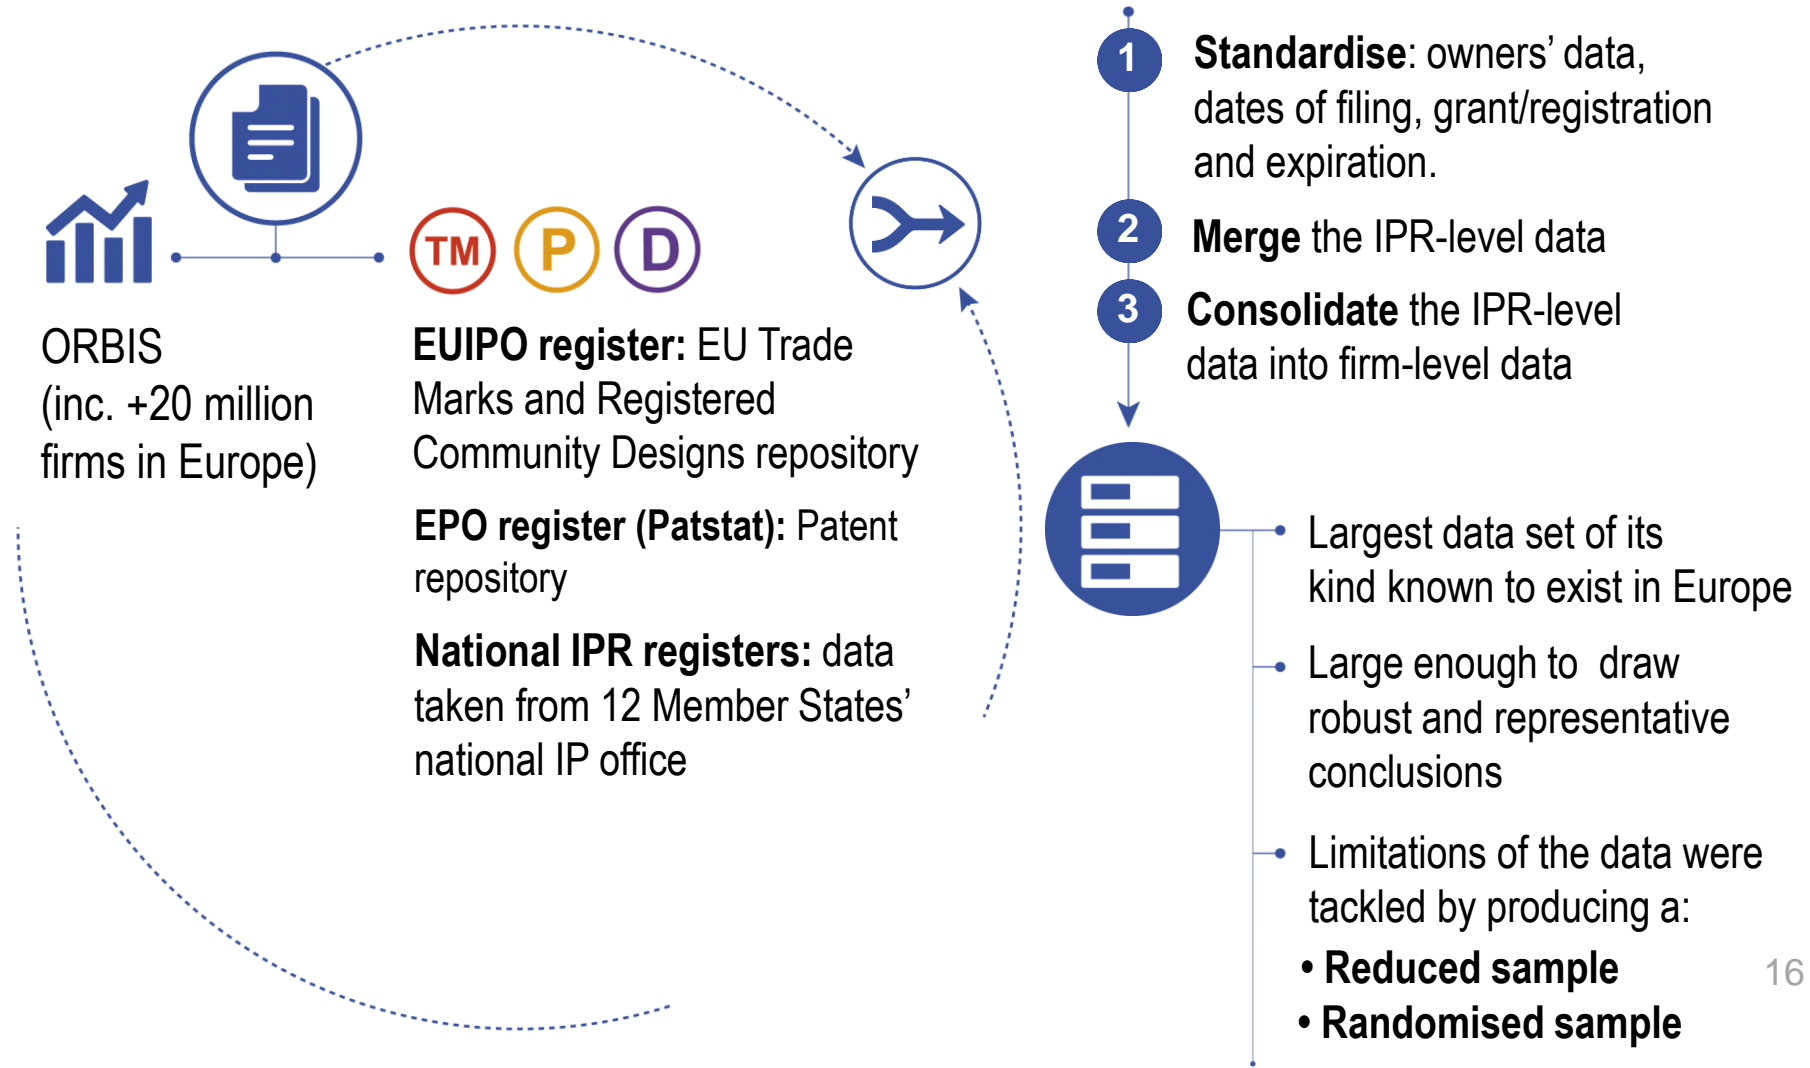 TM P D
ORBIS
(inc. +20 million
firms in Europe)
EUIPO register: EU Trade
Marks and Registered
Community Designs repository
EPO register (Patstat): Patent
repository
National IPR registers: data
taken from 12 Member States’
national IP office
1 Standardise: owners’ data,
dates of filing, grant/registration
and expiration.
2 Merge the IPR-level data
3 Consolidate the IPR-level
data into firm-level data
Largest data set of its
kind known to exist in Europe
Large enough to  draw
robust and representative
conclusions
Limitations of the data were
tackled by producing a:
• Reduced sample
• Randomised sample
16